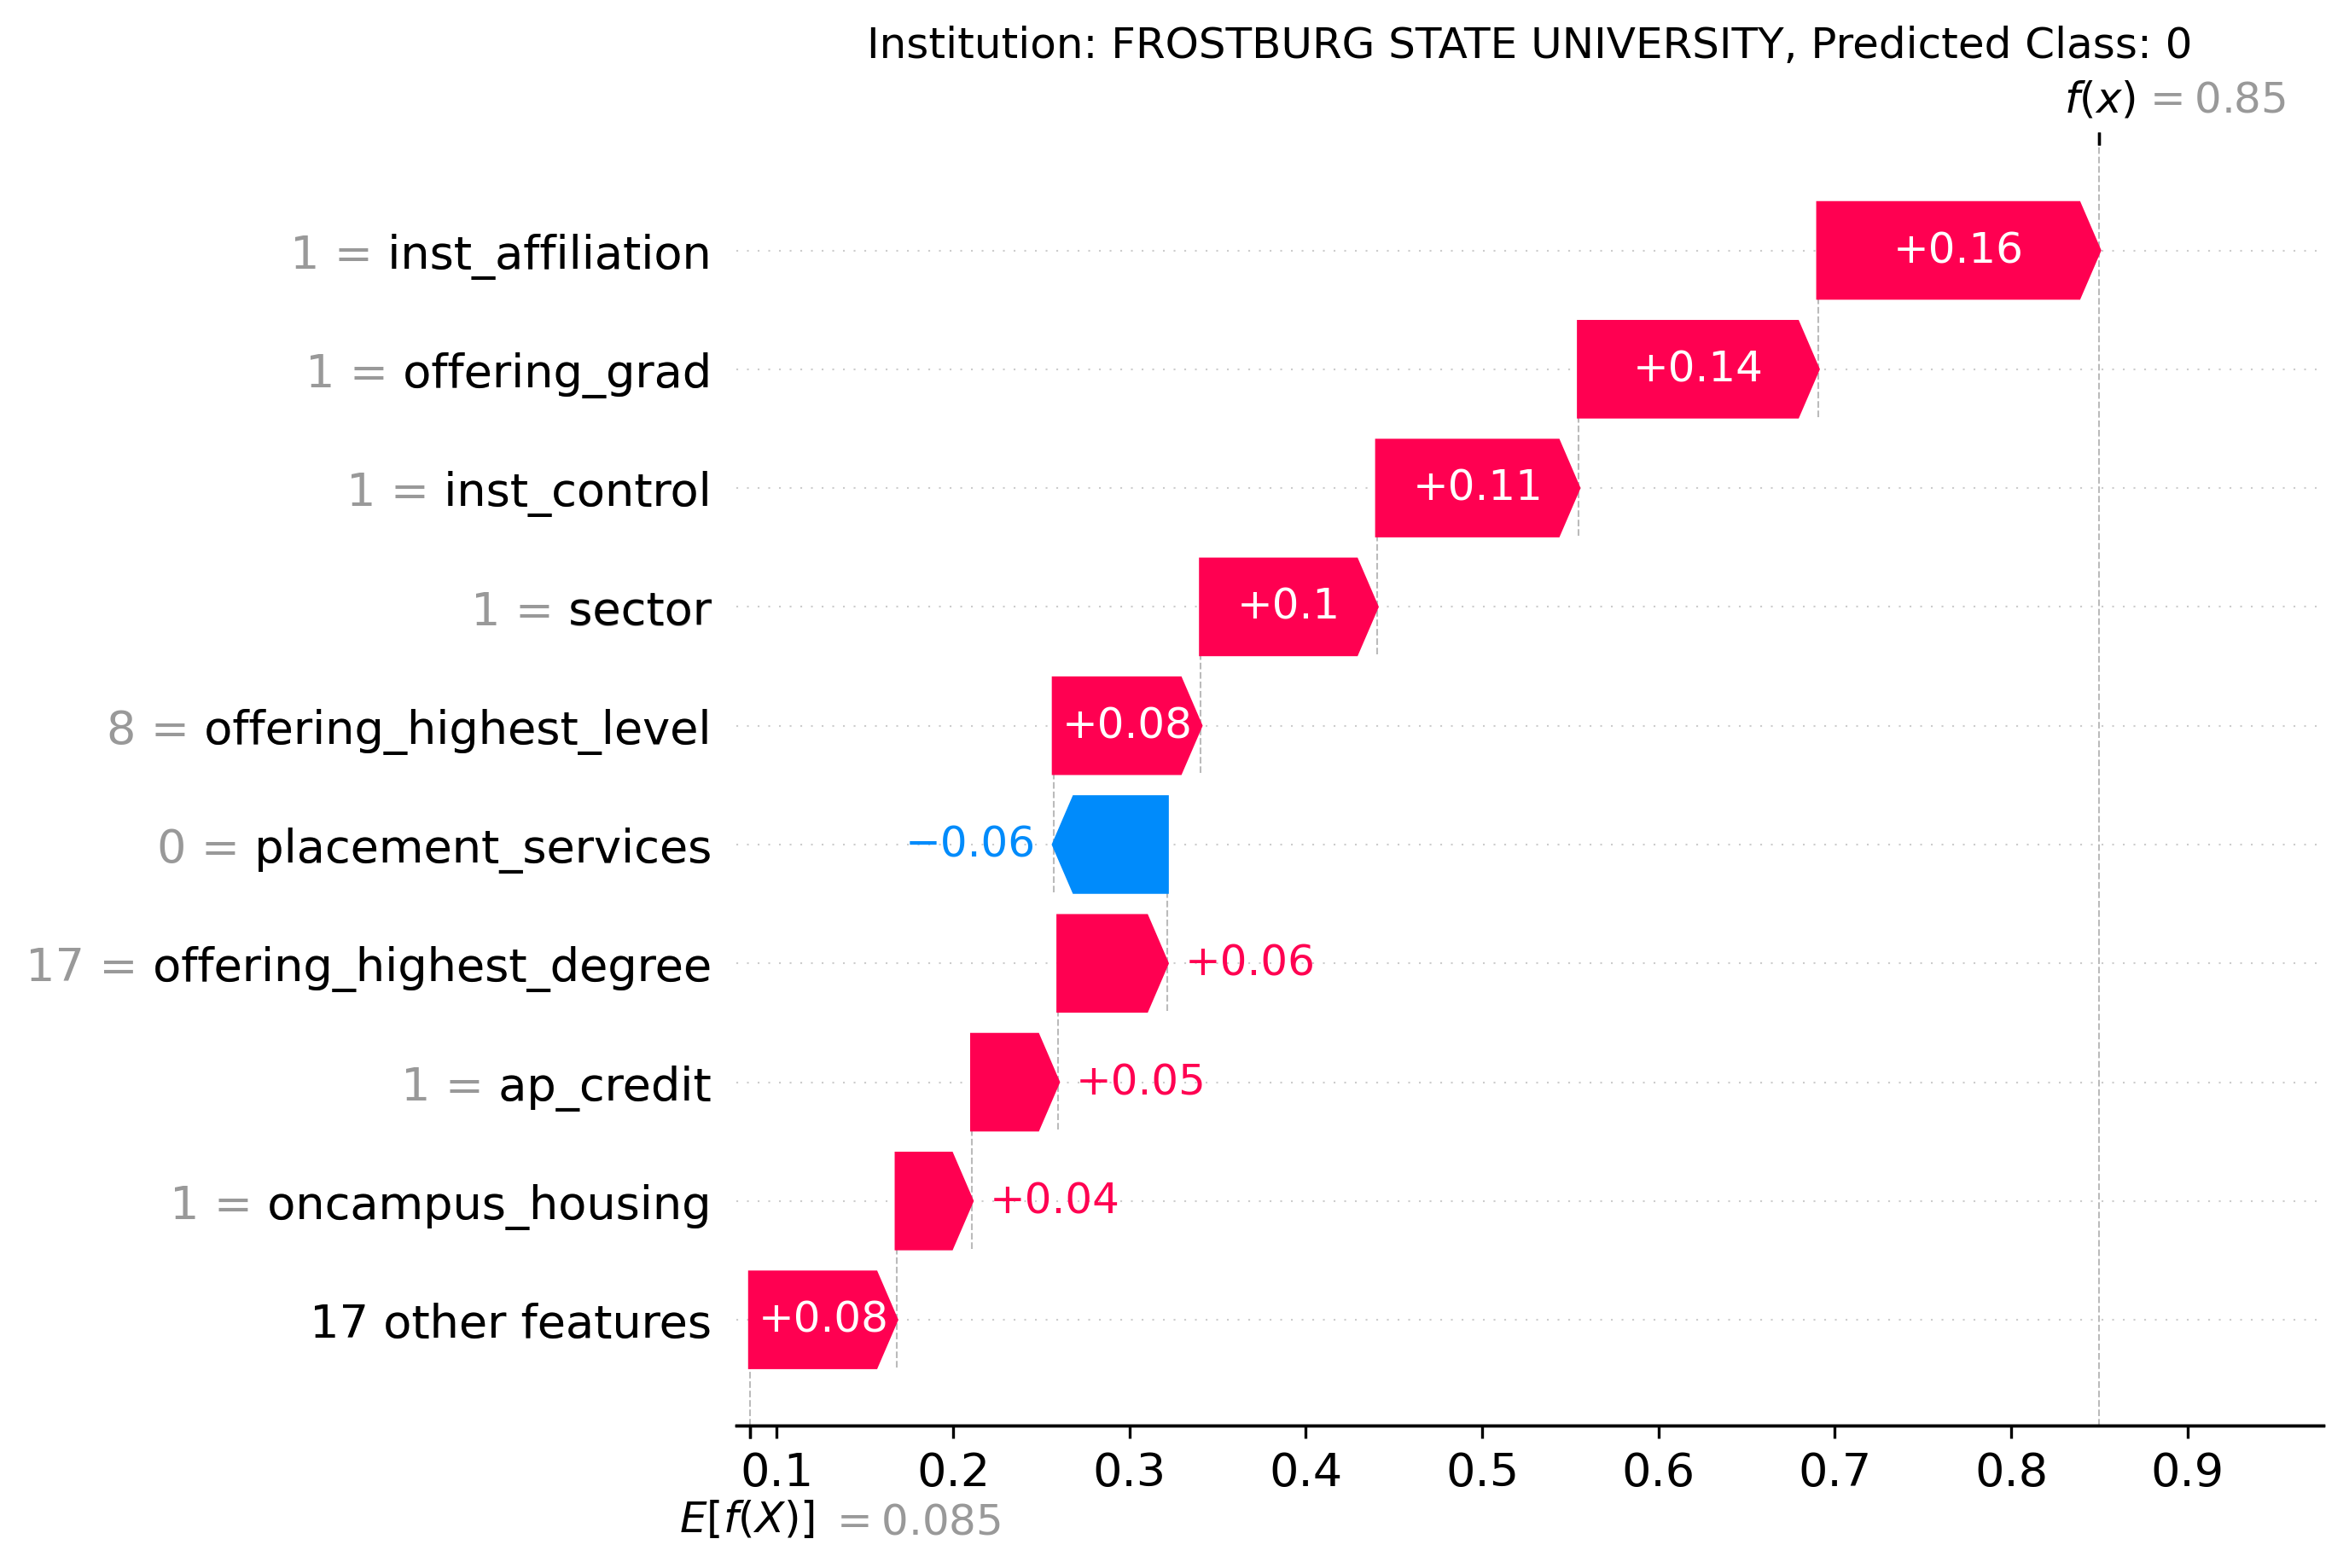 Institution: FROSTBURG STATE UNIVERSITY, Predicted Class: 0
f(x) = 0.85
1 = inst_affiliation +0.16
1 = offering_grad +0.14
1 = inst_control +0.11
1 = sector +0.1
8 = offering_highest_level +0.08
0 = placement_services −0.06
17 = offering_highest_degree +0.06
1 = ap_credit +0.05
1 = oncampus_housing +0.04
17 other features +0.08
0.1 0.2 0.3 0.4 0.5 0.6 0.7 0.8 0.9
E[f(X)] = 0.085